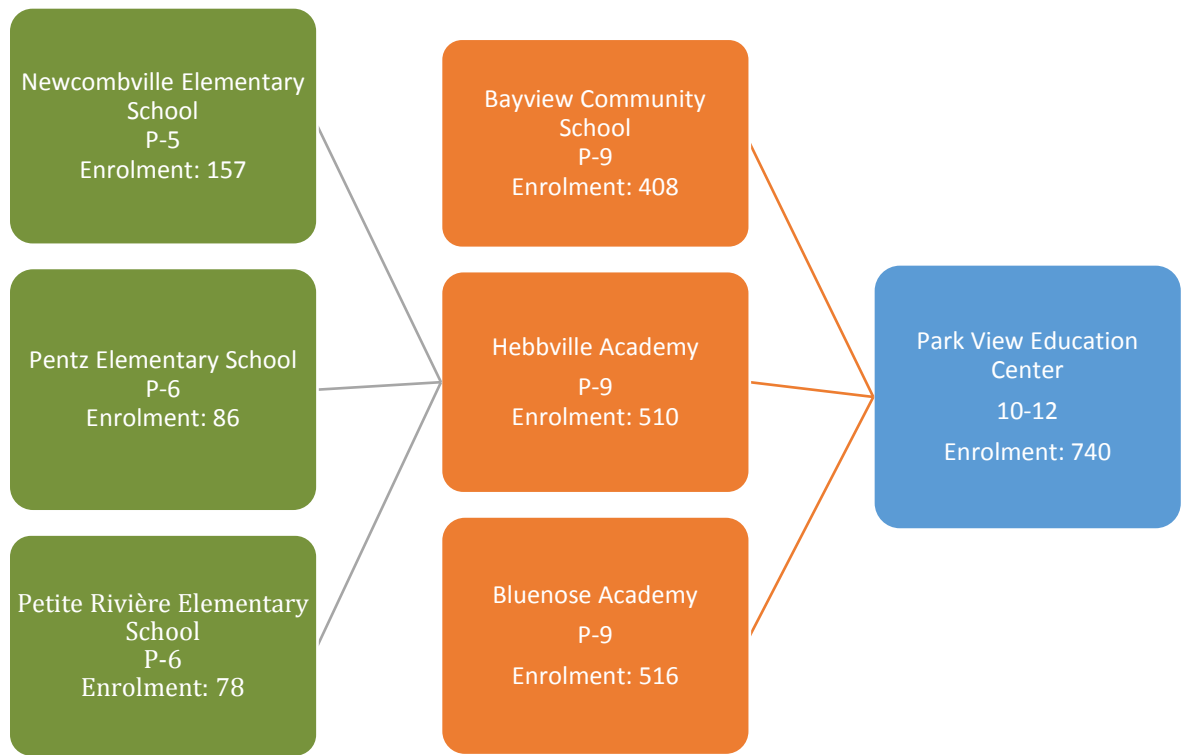 Newcombville Elementary
School
P-5
Enrolment: 157
Pentz Elementary School
P-6
Enrolment: 86
Petite Rivière Elementary
School
P-6
Enrolment: 78
Bayview Community
School
P-9
Enrolment: 408
Hebbville Academy
P-9
Enrolment: 510
Bluenose Academy
P-9
Enrolment: 516
Park View Education
Center
10-12
Enrolment: 740